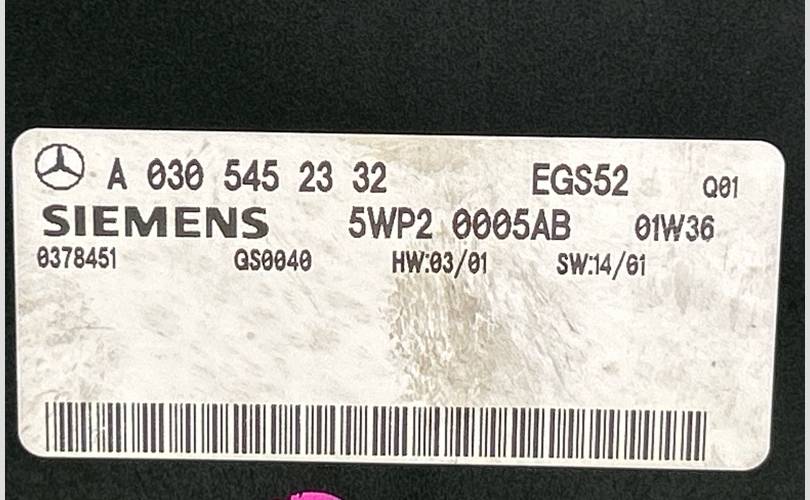 A 030 545 23 32 EGS52 Q01
SIEMENS 5WP2 0005AB 01W36
0378451 QS0040 HW:03/01 SW:14/01